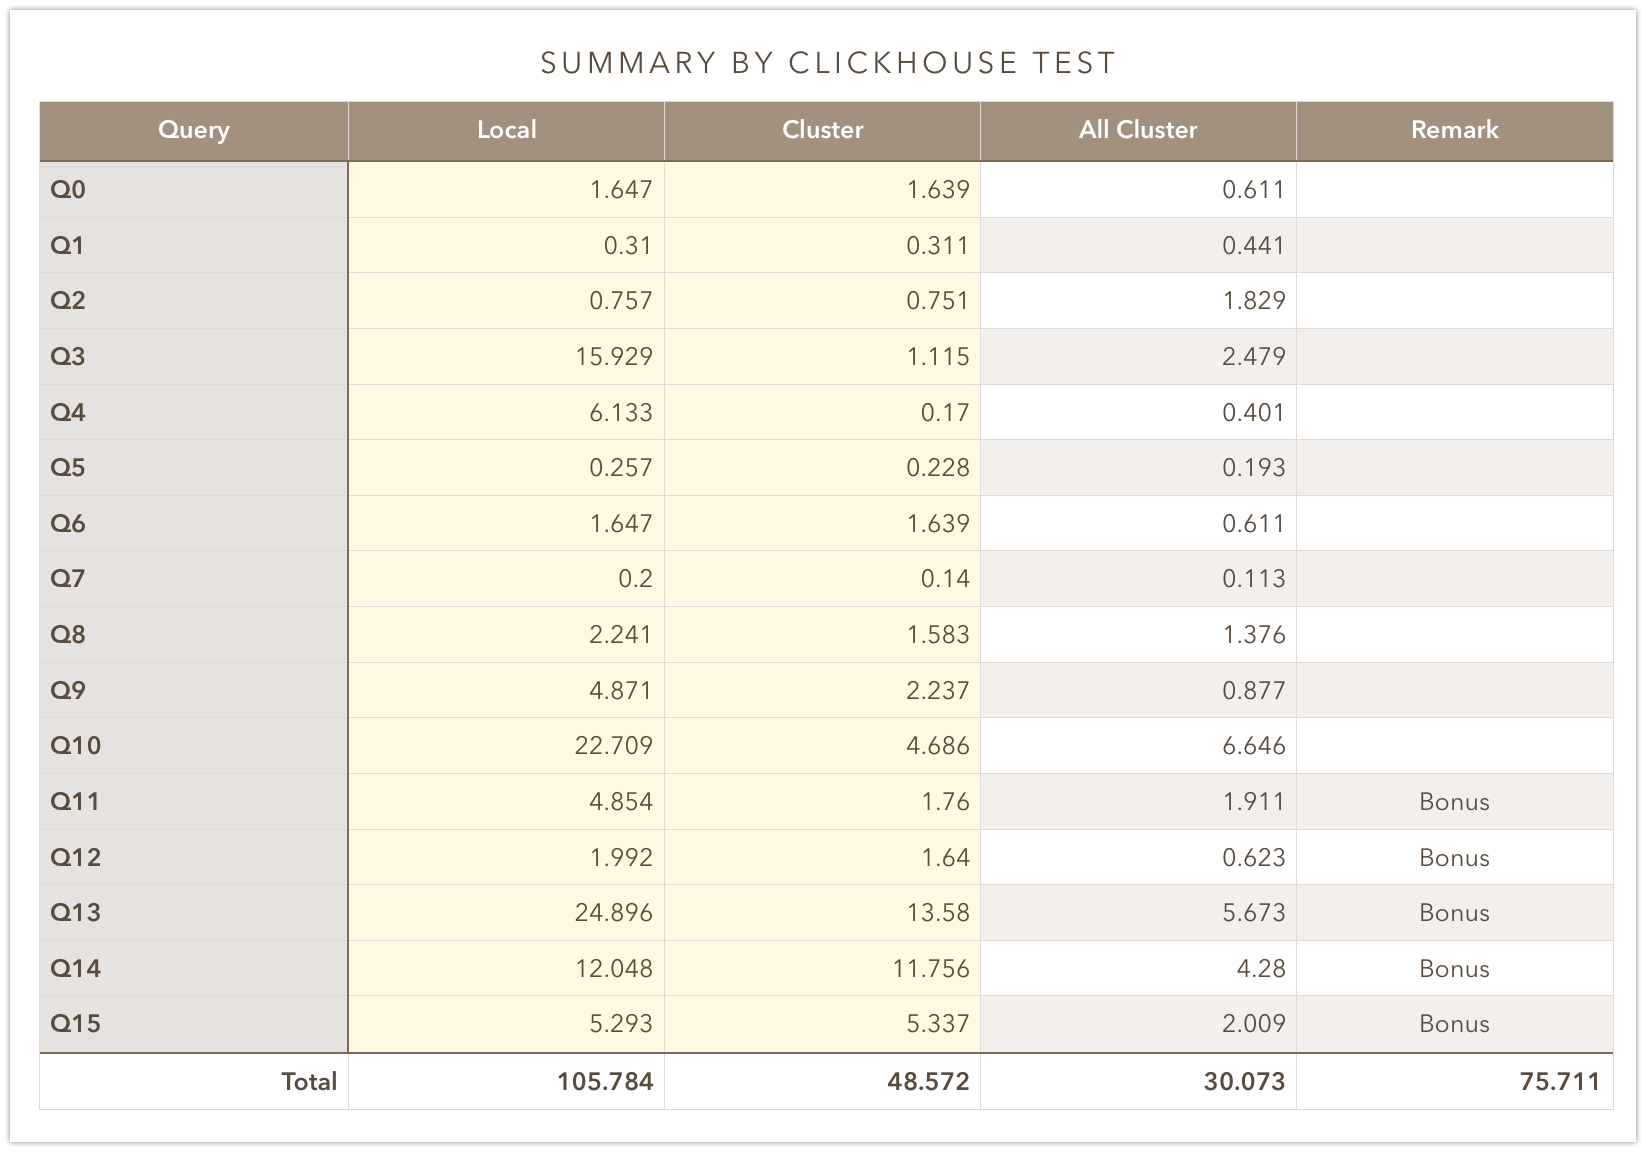 SUMMARY BY CLICKHOUSE TEST
Query Local Cluster All Cluster Remark
Q0 1.647 1.639 0.611
Q1 0.31 0.311 0.441
Q2 0.757 0.751 1.829
Q3 15.929 1.115 2.479
Q4 6.133 0.17 0.401
Q5 0.257 0.228 0.193
Q6 1.647 1.639 0.611
Q7 0.2 0.14 0.113
Q8 2.241 1.583 1.376
Q9 4.871 2.237 0.877
Q10 22.709 4.686 6.646
Q11 4.854 1.76 1.911 Bonus
Q12 1.992 1.64 0.623 Bonus
Q13 24.896 13.58 5.673 Bonus
Q14 12.048 11.756 4.28 Bonus
Q15 5.293 5.337 2.009 Bonus
Total 105.784 48.572 30.073 75.711